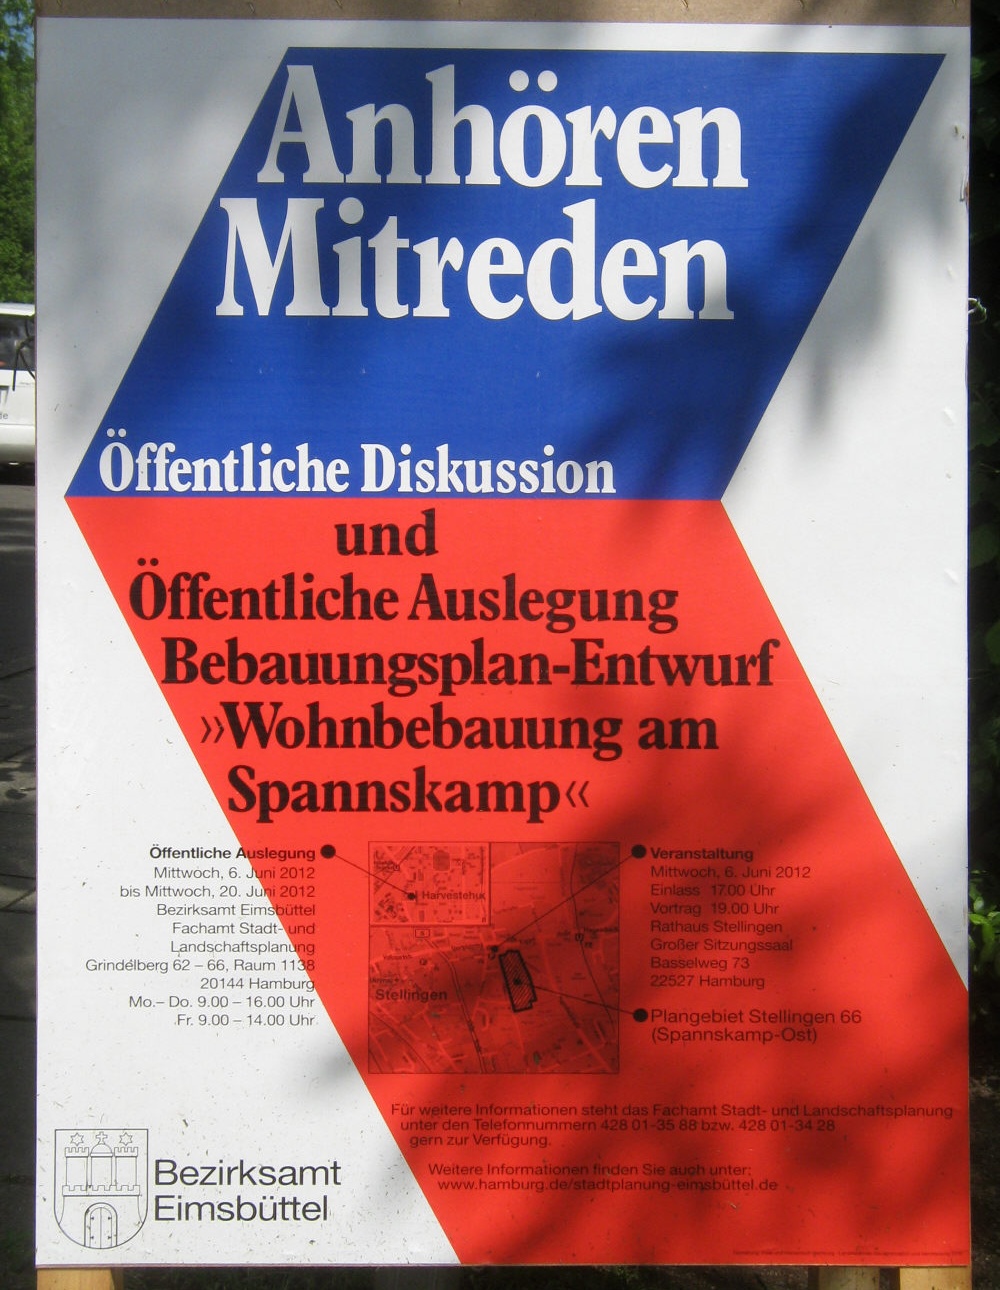 Anhören
Mitreden
Öffentliche Diskussion
und
Öffentliche Auslegung
Bebauungsplan-Entwurf
»Wohnbebauung am
Spannskamp«
Öffentliche Auslegung
Mittwoch, 6. Juni 2012
bis Mittwoch, 20. Juni 2012
Bezirksamt Eimsbüttel
Fachamt Stadt- und
Landschaftsplanung
Grindelberg 62 – 66, Raum 1138
20144 Hamburg
Mo.– Do. 9.00 – 16.00 Uhr
Fr. 9.00 – 14.00 Uhr
Harvestehude
Stellingen
Veranstaltung
Mittwoch, 6. Juni 2012
Einlass 17.00 Uhr
Vortrag 19.00 Uhr
Rathaus Stellingen
Großer Sitzungssaal
Basselweg 73
22527 Hamburg
Plangebiet Stellingen 66
(Spannskamp-Ost)
Für weitere Informationen steht das Fachamt Stadt- und Landschaftsplanung
unter den Telefonnummern 428 01-35 88 bzw. 428 01-34 28
gern zur Verfügung.
Weitere Informationen finden Sie auch unter:
www.hamburg.de/stadtplanung-eimsbüttel.de
Bezirksamt
Eimsbüttel